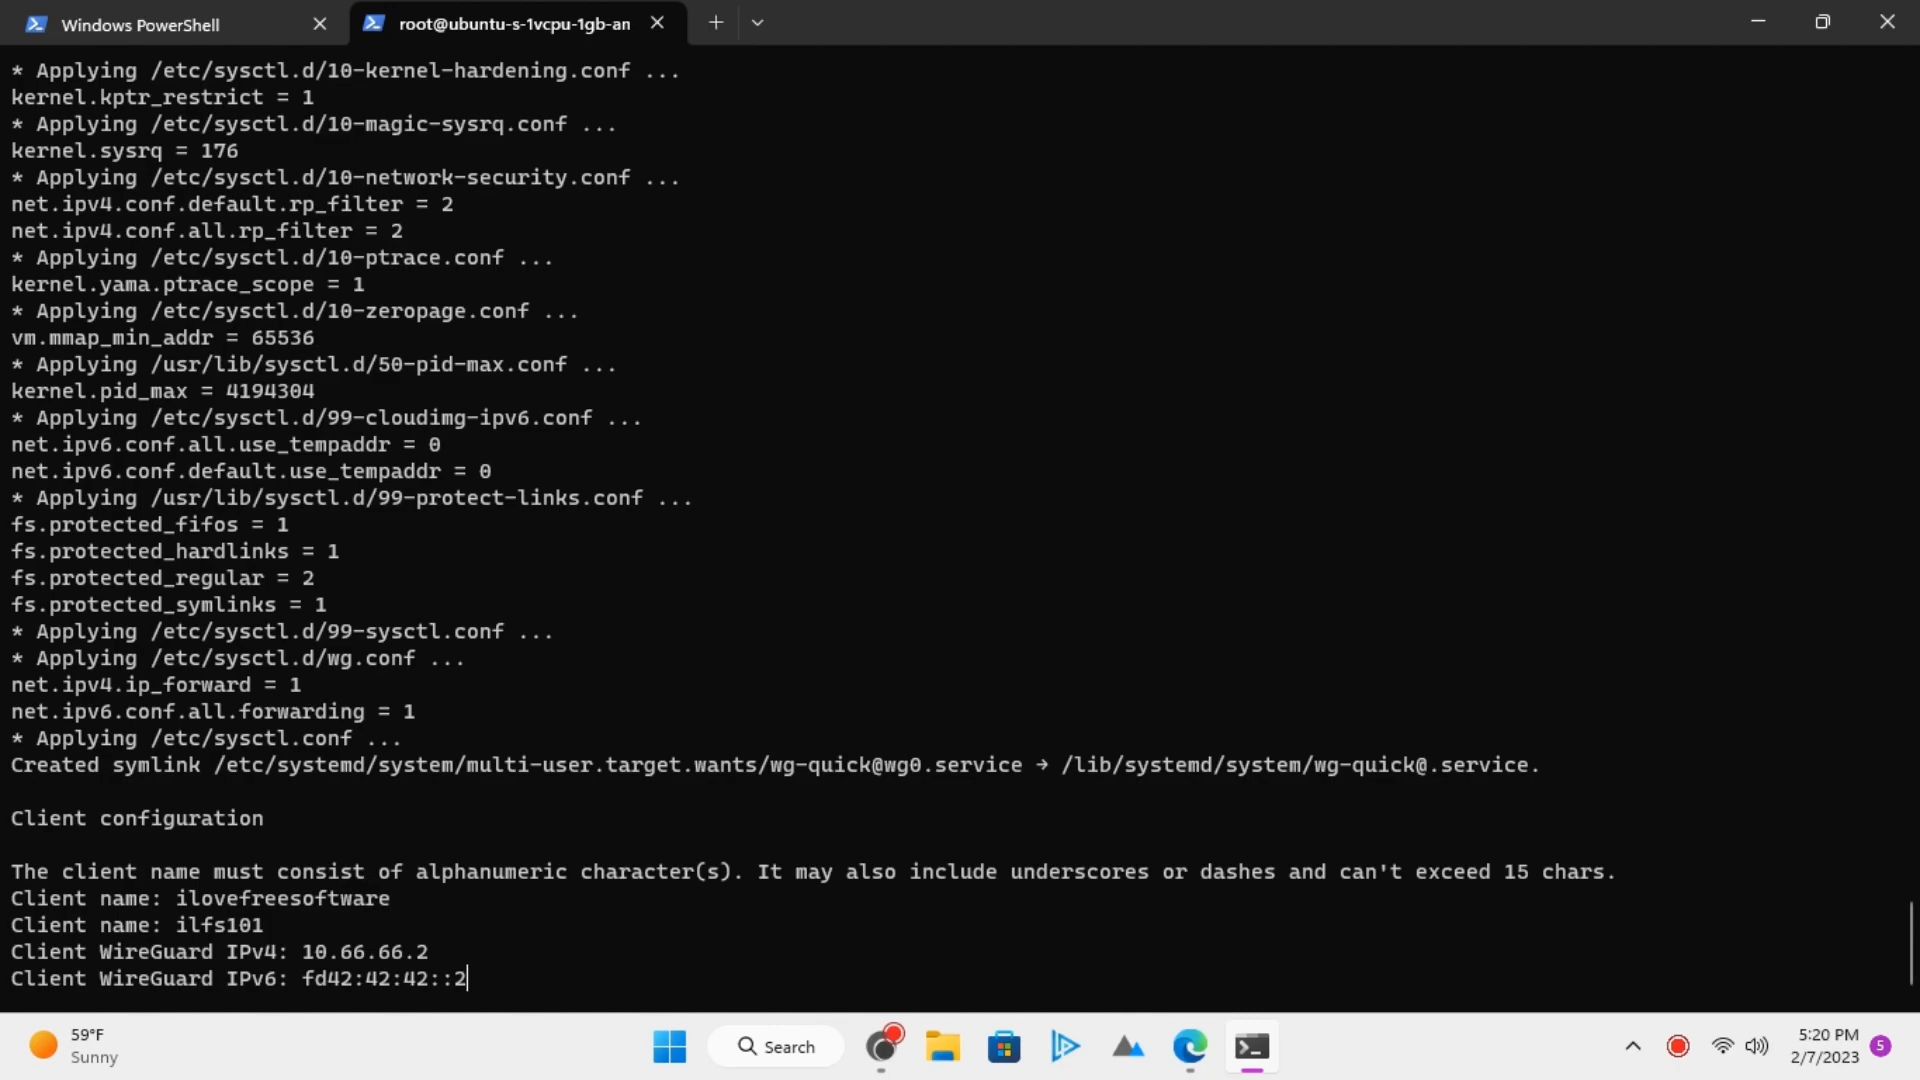 Windows PowerShell
root@ubuntu-s-1vcpu-1gb-am
* Applying /etc/sysctl.d/10-kernel-hardening.conf ...
kernel.kptr_restrict = 1
* Applying /etc/sysctl.d/10-magic-sysrq.conf ...
kernel.sysrq = 176
* Applying /etc/sysctl.d/10-network-security.conf ...
net.ipv4.conf.default.rp_filter = 2
net.ipv4.conf.all.rp_filter = 2
* Applying /etc/sysctl.d/10-ptrace.conf ...
kernel.yama.ptrace_scope = 1
* Applying /etc/sysctl.d/10-zeropage.conf ...
vm.mmap_min_addr = 65536
* Applying /usr/lib/sysctl.d/50-pid-max.conf ...
kernel.pid_max = 4194304
* Applying /etc/sysctl.d/99-cloudimg-ipv6.conf ...
net.ipv6.conf.all.use_tempaddr = 0
net.ipv6.conf.default.use_tempaddr = 0
* Applying /usr/lib/sysctl.d/99-protect-links.conf ...
fs.protected_fifos = 1
fs.protected_hardlinks = 1
fs.protected_regular = 2
fs.protected_symlinks = 1
* Applying /etc/sysctl.d/99-sysctl.conf ...
* Applying /etc/sysctl.d/wg.conf ...
net.ipv4.ip_forward = 1
net.ipv6.conf.all.forwarding = 1
* Applying /etc/sysctl.conf ...
Created symlink /etc/systemd/system/multi-user.target.wants/wg-quick@wg0.service → /lib/systemd/system/wg-quick@.service.
Client configuration
The client name must consist of alphanumeric character(s). It may also include underscores or dashes and can't exceed 15 chars.
Client name: ilovefreesoftware
Client name: ilfs101
Client WireGuard IPv4: 10.66.66.2
Client WireGuard IPv6: fd42:42:42::2
59°F
Sunny
Search
5:20 PM
2/7/2023
5